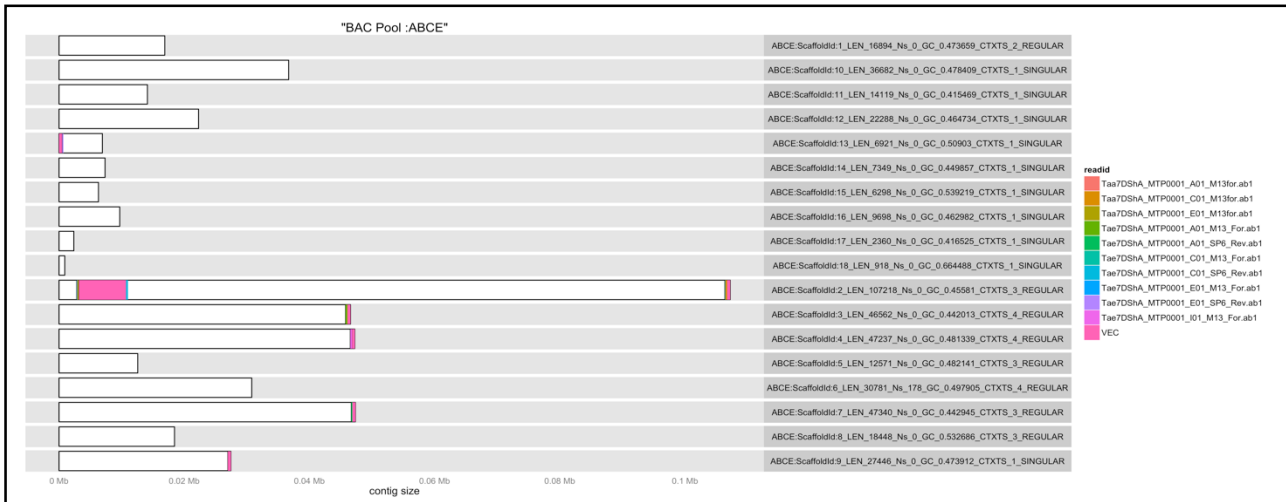 "BAC Pool :ABCE"
ABCE:ScaffoldId:1_LEN_16894_Ns_0_GC_0.473659_CTXTS_2_REGULAR
ABCE:ScaffoldId:10_LEN_36682_Ns_0_GC_0.478409_CTXTS_1_SINGULAR
ABCE:ScaffoldId:11_LEN_14119_Ns_0_GC_0.415469_CTXTS_1_SINGULAR
ABCE:ScaffoldId:12_LEN_22288_Ns_0_GC_0.464734_CTXTS_1_SINGULAR
ABCE:ScaffoldId:13_LEN_6921_Ns_0_GC_0.50903_CTXTS_1_SINGULAR
ABCE:ScaffoldId:14_LEN_7349_Ns_0_GC_0.449857_CTXTS_1_SINGULAR
ABCE:ScaffoldId:15_LEN_6298_Ns_0_GC_0.539219_CTXTS_1_SINGULAR
ABCE:ScaffoldId:16_LEN_9698_Ns_0_GC_0.462982_CTXTS_1_SINGULAR
ABCE:ScaffoldId:17_LEN_2360_Ns_0_GC_0.416525_CTXTS_1_SINGULAR
ABCE:ScaffoldId:18_LEN_918_Ns_0_GC_0.664488_CTXTS_1_SINGULAR
ABCE:ScaffoldId:2_LEN_107218_Ns_0_GC_0.45581_CTXTS_3_REGULAR
ABCE:ScaffoldId:3_LEN_46562_Ns_0_GC_0.442013_CTXTS_4_REGULAR
ABCE:ScaffoldId:4_LEN_47237_Ns_0_GC_0.481339_CTXTS_4_REGULAR
ABCE:ScaffoldId:5_LEN_12571_Ns_0_GC_0.482141_CTXTS_3_REGULAR
ABCE:ScaffoldId:6_LEN_30781_Ns_178_GC_0.497905_CTXTS_4_REGULAR
ABCE:ScaffoldId:7_LEN_47340_Ns_0_GC_0.442945_CTXTS_3_REGULAR
ABCE:ScaffoldId:8_LEN_18448_Ns_0_GC_0.532686_CTXTS_3_REGULAR
ABCE:ScaffoldId:9_LEN_27446_Ns_0_GC_0.473912_CTXTS_1_SINGULAR
0 Mb 0.02 Mb 0.04 Mb 0.06 Mb 0.08 Mb 0.1 Mb
contig size
readid
Taa7DShA_MTP0001_A01_M13for.ab1
Taa7DShA_MTP0001_C01_M13for.ab1
Taa7DShA_MTP0001_E01_M13for.ab1
Tae7DShA_MTP0001_A01_M13_For.ab1
Tae7DShA_MTP0001_A01_SP6_Rev.ab1
Tae7DShA_MTP0001_C01_M13_For.ab1
Tae7DShA_MTP0001_C01_SP6_Rev.ab1
Tae7DShA_MTP0001_E01_M13_For.ab1
Tae7DShA_MTP0001_E01_SP6_Rev.ab1
Tae7DShA_MTP0001_I01_M13_For.ab1
VEC